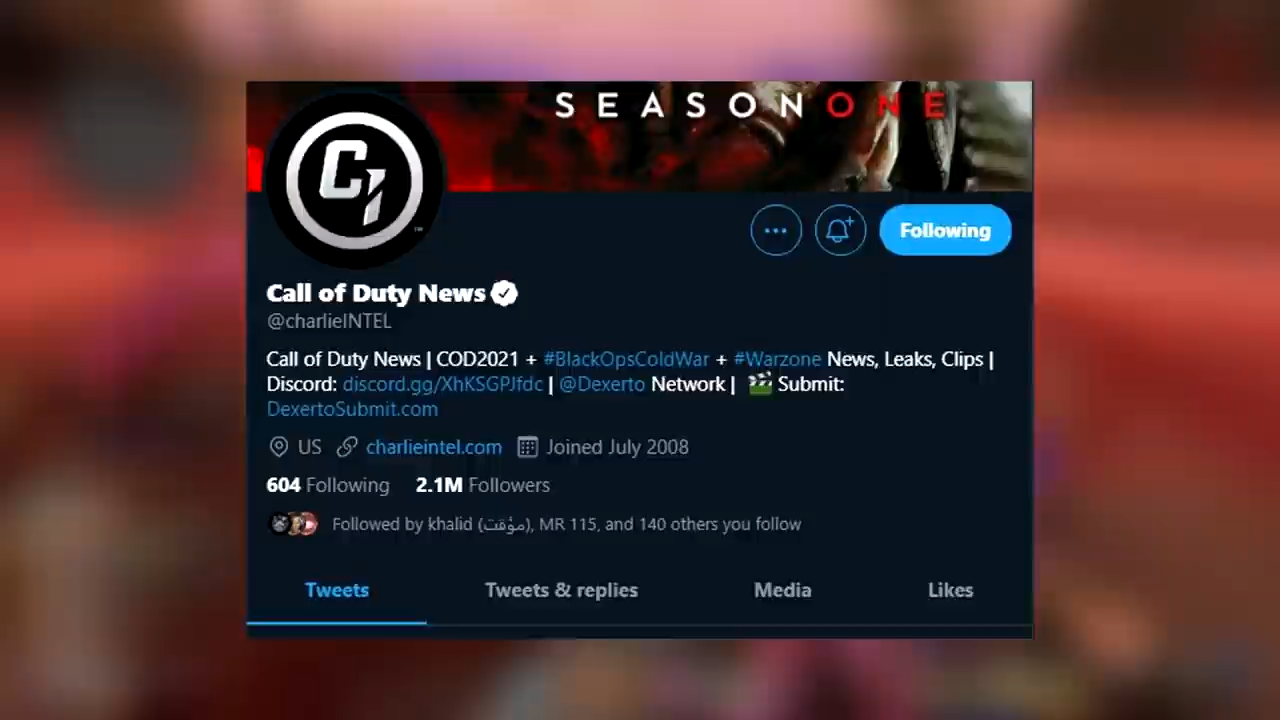 SEASON ONE
CI
™
Following
Call of Duty News
@charlieINTEL
Call of Duty News | COD2021 + #BlackOpsColdWar + #Warzone News, Leaks, Clips |
Discord: discord.gg/XhKSGPJfdc | @Dexerto Network | 🎬 Submit:
DexertoSubmit.com
US charlieintel.com Joined July 2008
604 Following 2.1M Followers
Followed by khalid (مؤقت), MR 115, and 140 others you follow
Tweets Tweets & replies Media Likes